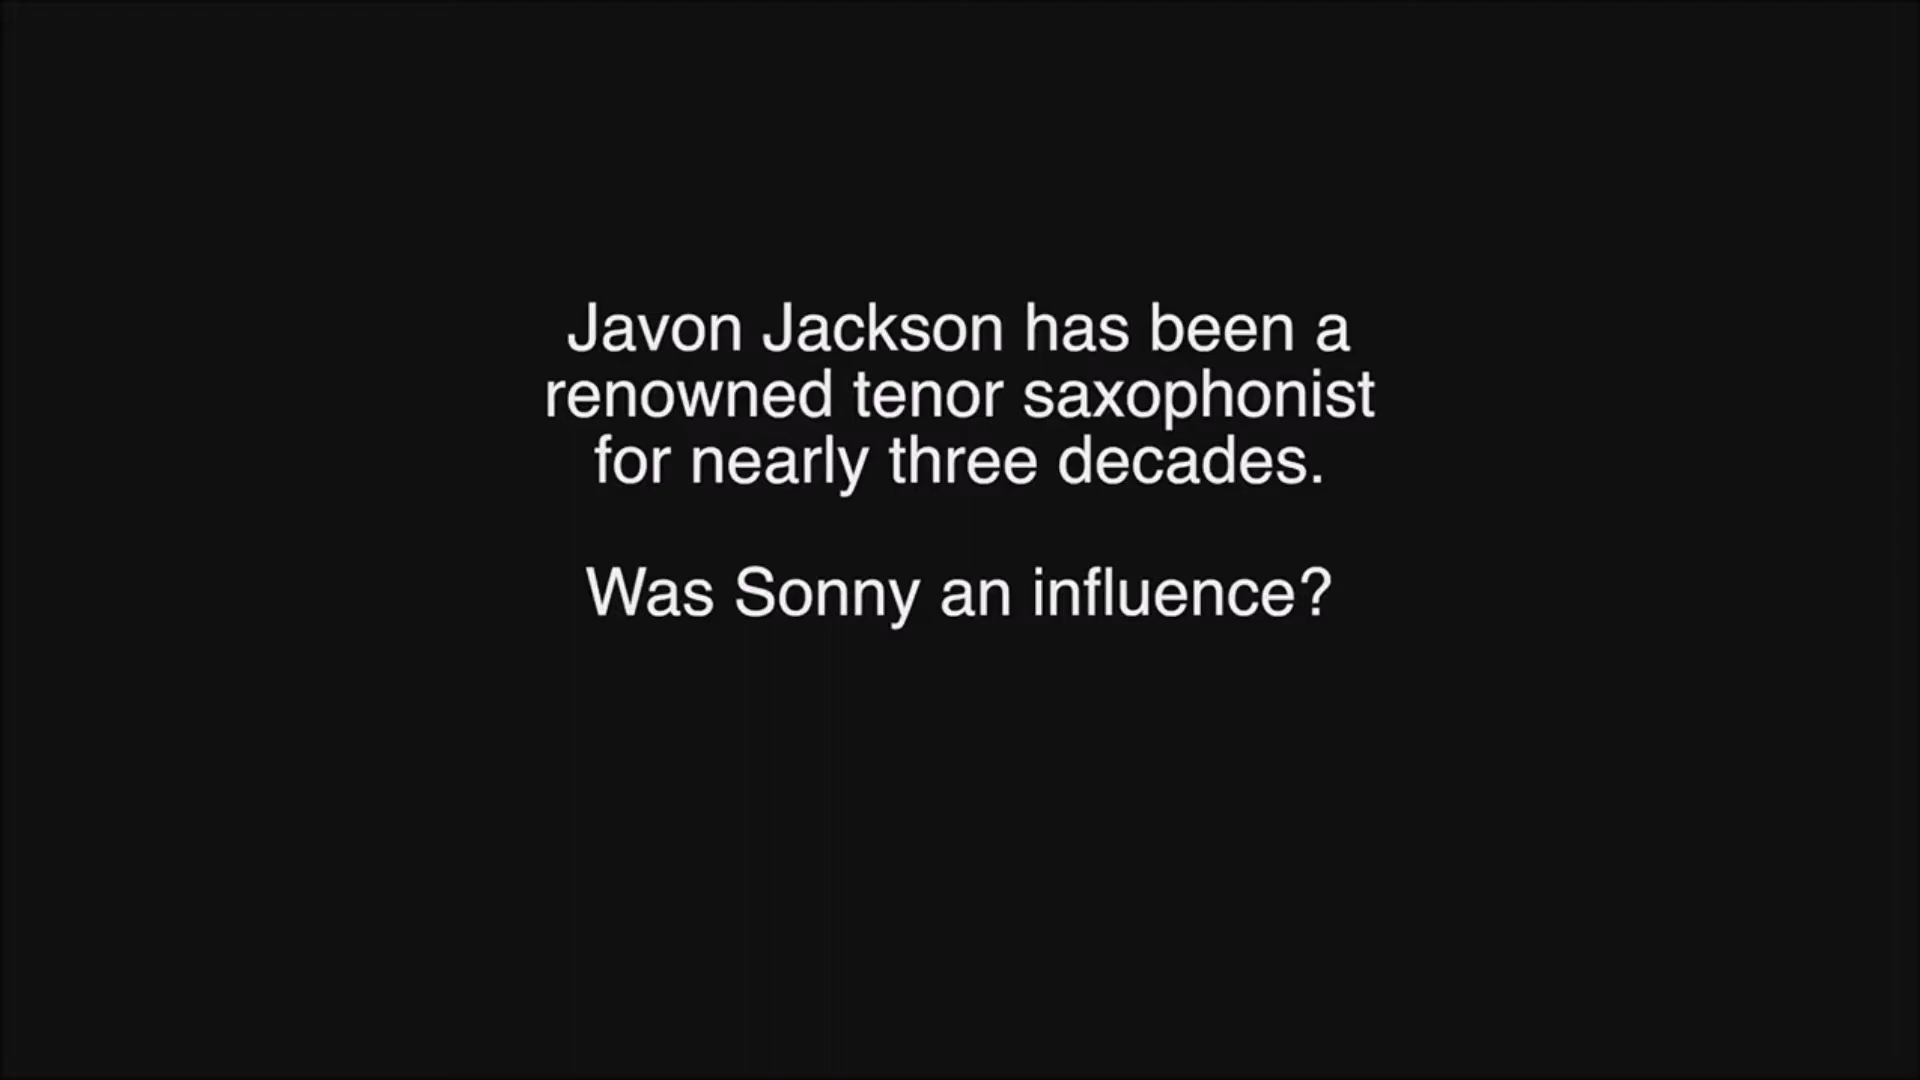 Javon Jackson has been a
renowned tenor saxophonist
for nearly three decades.
Was Sonny an influence?